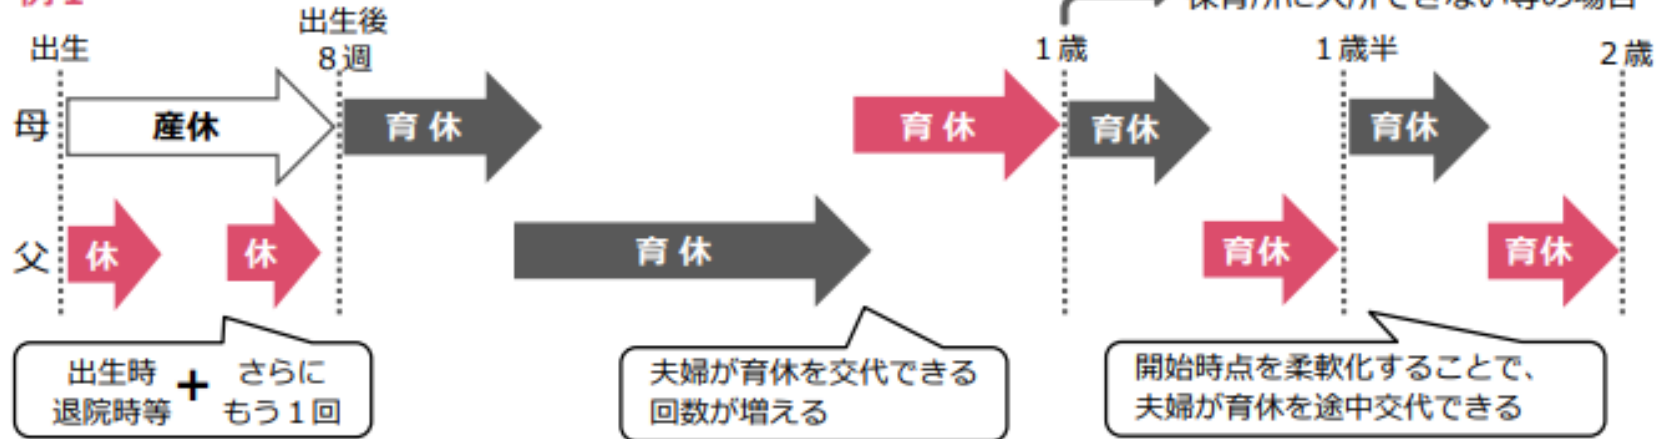 出生
出生後
8週
1歳
1歳半
2歳
母
産休
育休
育休
育休
育休
父
休
休
育休
育休
育休
出生時
退院時等
+
さらに
もう1回
夫婦が育休を交代できる
回数が増える
開始時点を柔軟化することで、
夫婦が育休を途中交代できる